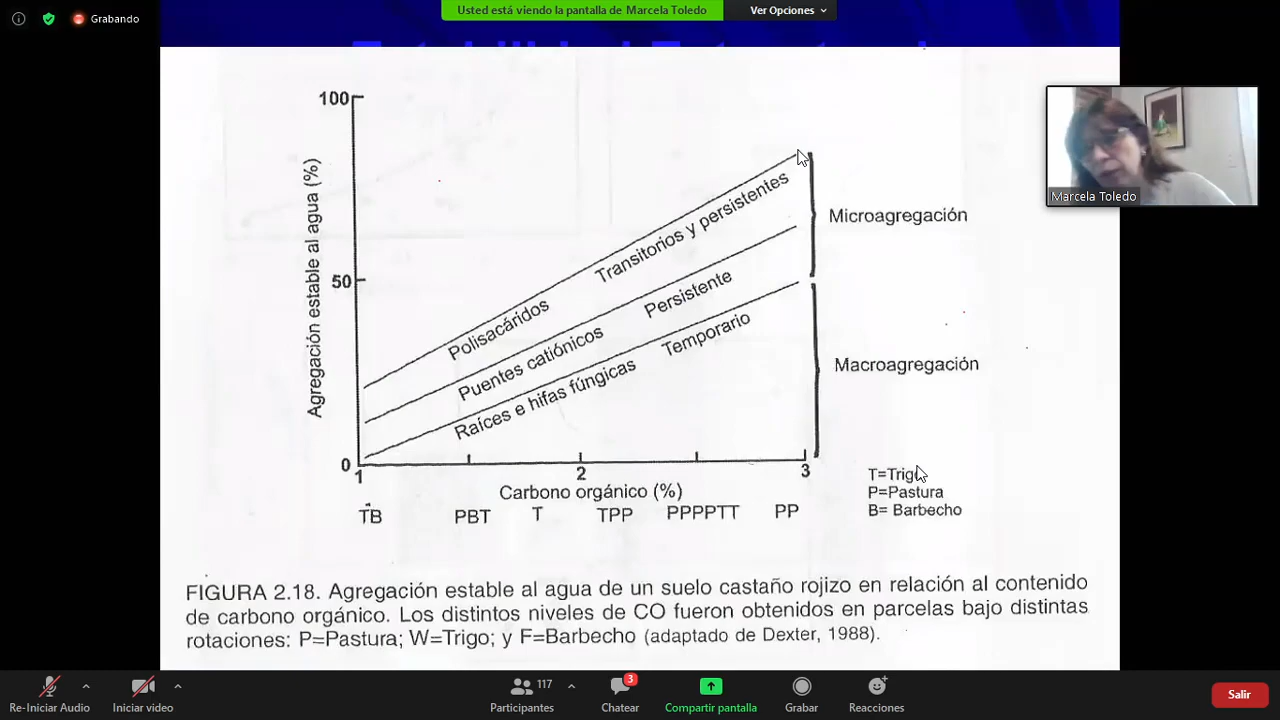 Grabando
Usted está viendo la pantalla de Marcela Toledo
Ver Opciones
100
50
0
Agregación estable al agua (%)
Polisacáridos
Transitorios y persistentes
Puentes catiónicos
Persistente
Raíces e hifas fúngicas
Temporario
Microagregación
Macroagregación
1
2
3
Carbono orgánico (%)
TB
PBT
T
TPP
PPPPTT
PP
T=Trigo
P=Pastura
B= Barbecho
FIGURA 2.18. Agregación estable al agua de un suelo castaño rojizo en relación al contenido
de carbono orgánico. Los distintos niveles de CO fueron obtenidos en parcelas bajo distintas
rotaciones: P=Pastura; W=Trigo; y F=Barbecho (adaptado de Dexter, 1988).
Marcela Toledo
Re-Iniciar Audio
Iniciar video
117
Participantes
3
Chatear
Compartir pantalla
Grabar
Reacciones
Salir